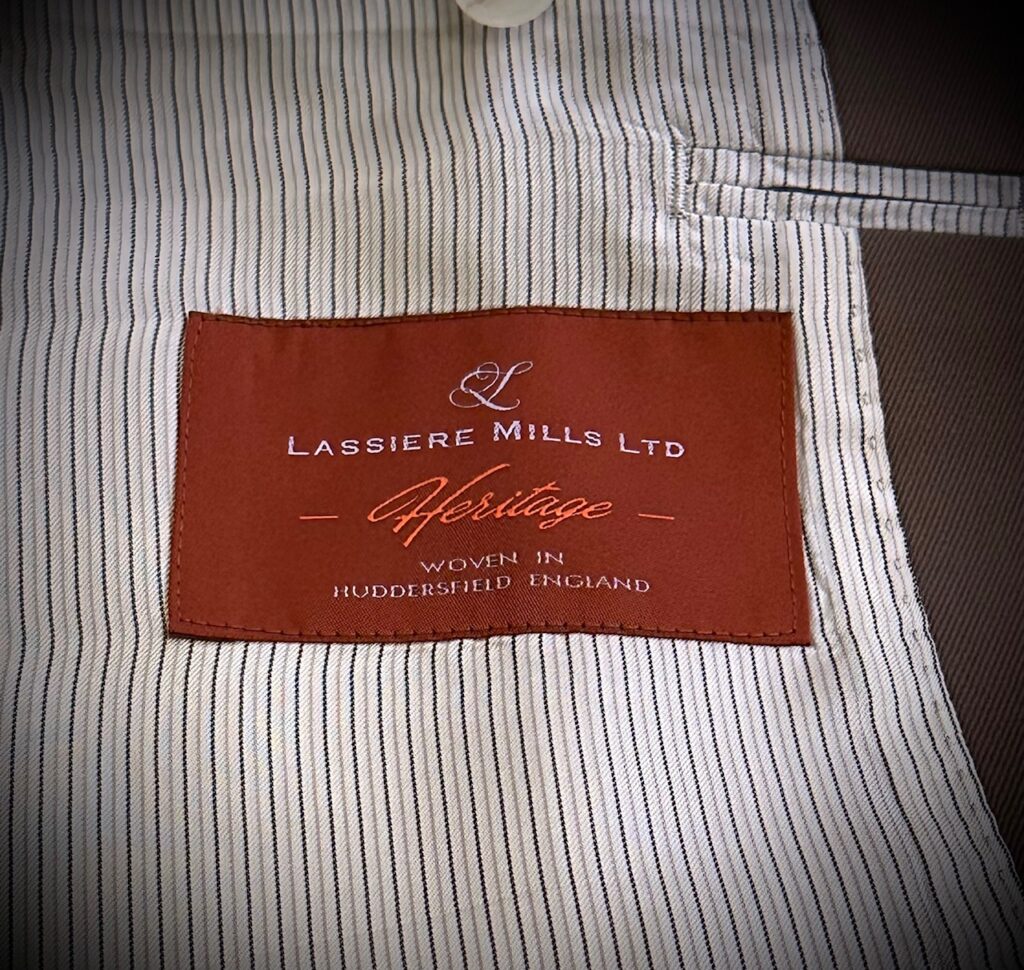 L
LASSIERE MILLS LTD
Heritage
WOVEN IN
HUDDERSFIELD ENGLAND